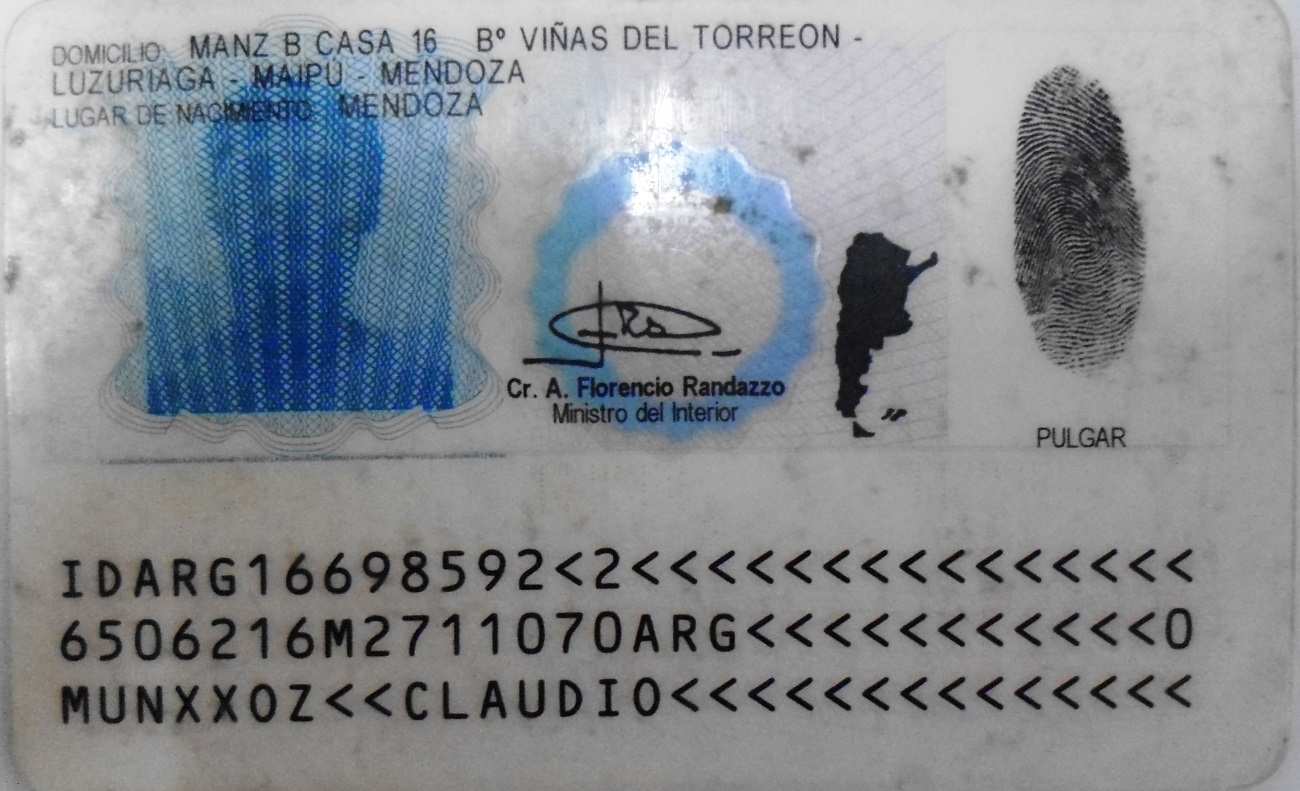 DOMICILIO: MANZ B CASA 16 Bº VIÑAS DEL TORREON -
LUZURIAGA - MAIPU - MENDOZA
LUGAR DE NACIMIENTO: MENDOZA
Cr. A. Florencio Randazzo
Ministro del Interior
PULGAR
IDARG16698592<2<<<<<<<<<<<<<<<
6506216M2711070ARG<<<<<<<<<<<0
MUNXXOZ<<CLAUDIO<<<<<<<<<<<<<<